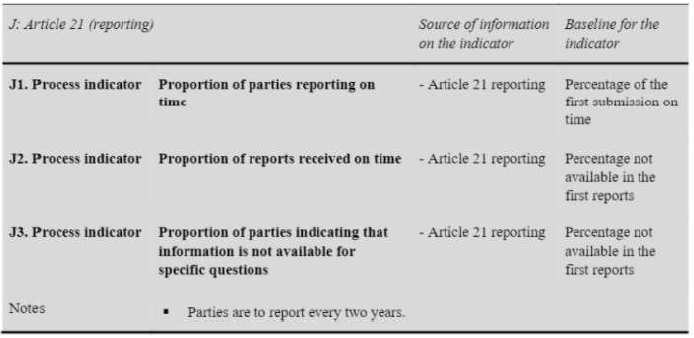 J: Article 21 (reporting) Source of information Baseline for the
on the indicator indicator
J1. Process indicator Proportion of parties reporting on - Article 21 reporting Percentage of the
time first submission on
time
J2. Process indicator Proportion of reports received on time - Article 21 reporting Percentage not
available in the
first reports
J3. Process indicator Proportion of parties indicating that - Article 21 reporting Percentage not
information is not available for available in the
specific questions first reports
Notes ▪ Parties are to report every two years.